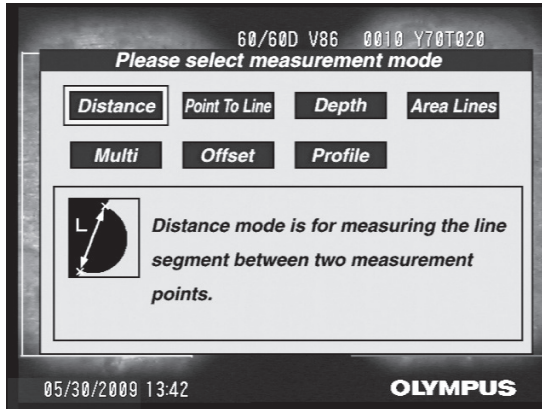 60/60D V86 0010 Y70T020
Please select measurement mode
Distance Point To Line Depth Area Lines
Multi Offset Profile
L
Distance mode is for measuring the line
segment between two measurement
points.
05/30/2009 13:42 OLYMPUS